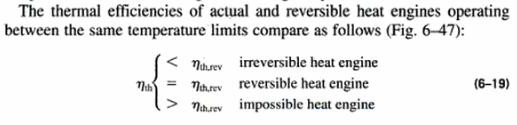 The thermal efficiencies of actual and reversible heat engines operating
between the same temperature limits compare as follows (Fig. 6–47):
< η_th,rev irreversible heat engine
η_th { = η_th,rev reversible heat engine (6–19)
> η_th,rev impossible heat engine